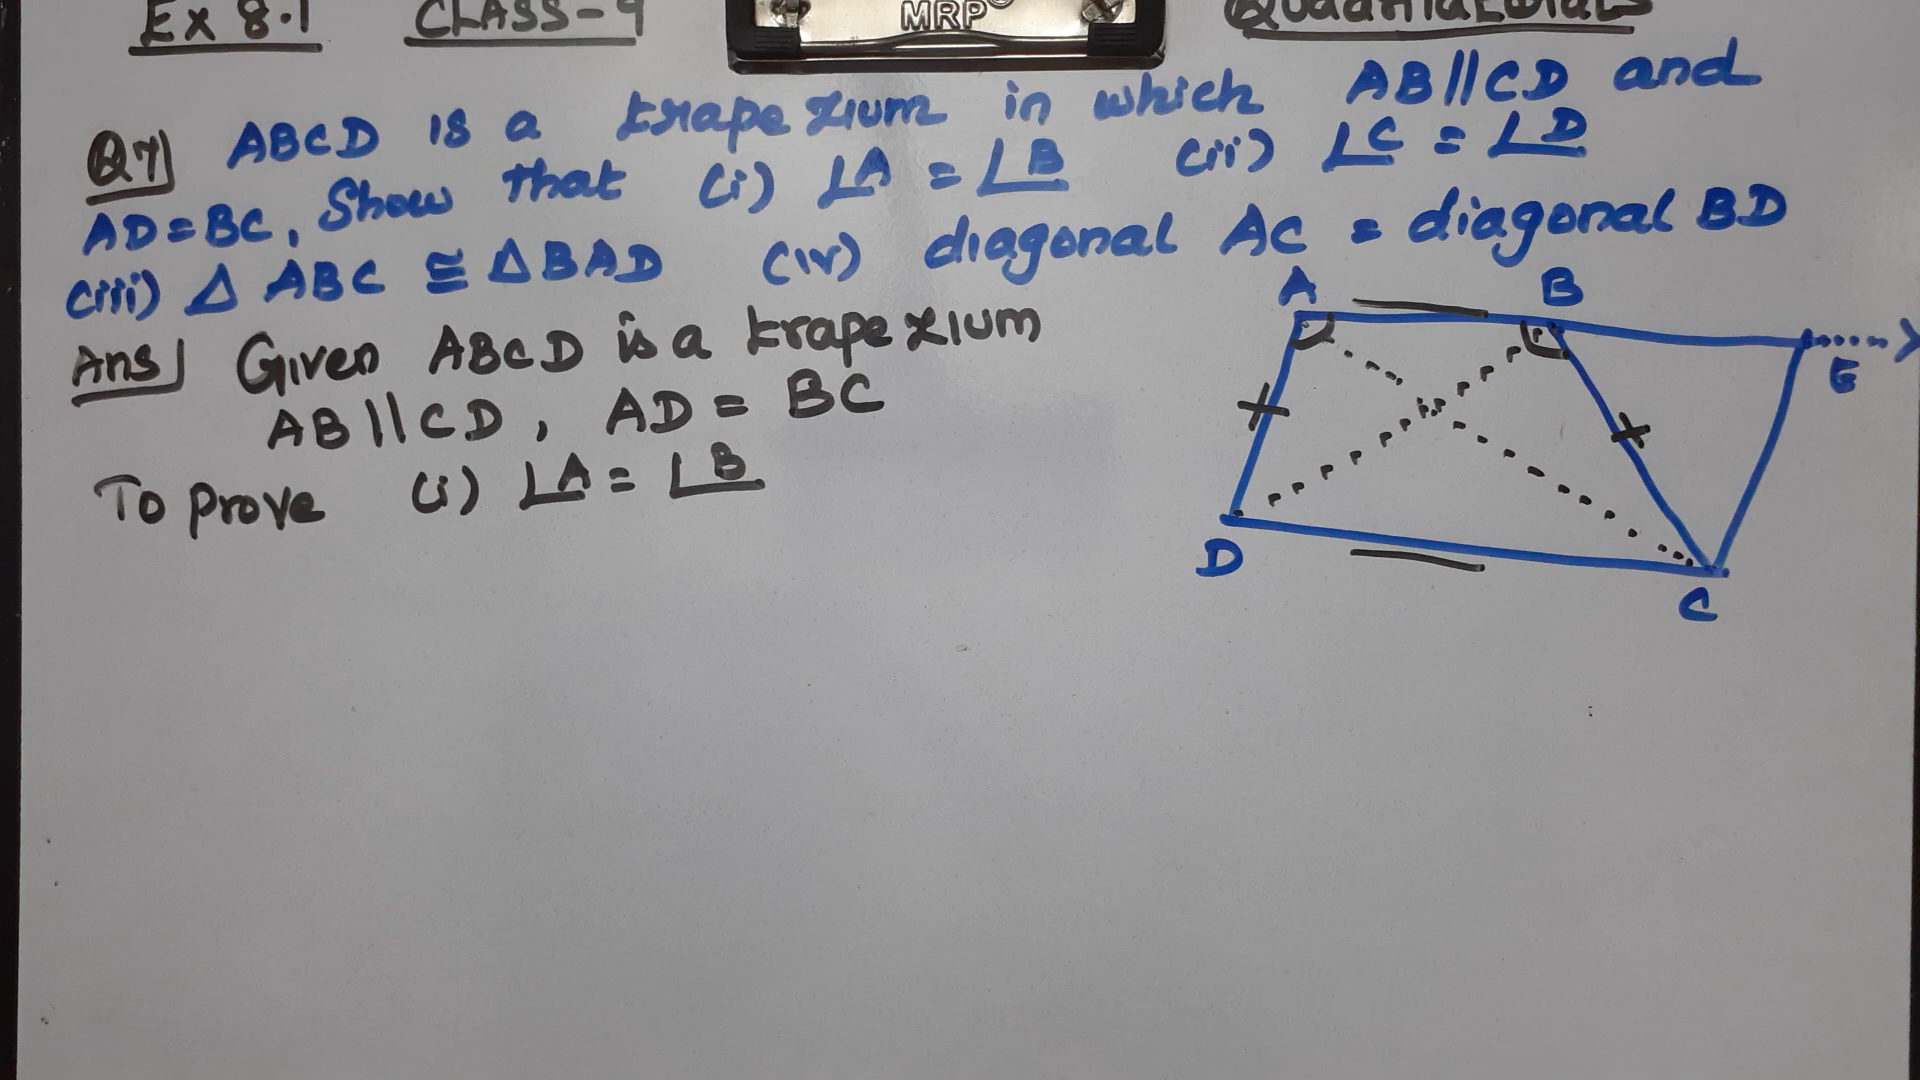 Ex 8.1 CLASS-9 MRP Quadrilaterals
Q7) ABCD is a trapezium in which AB||CD and
AD=BC, Show that (i) ∠A = ∠B (ii) ∠C = ∠D
(iii) Δ ABC ≅ ΔBAD (iv) diagonal AC = diagonal BD
Ans) Given ABCD is a trapezium
AB||CD, AD = BC
To prove (i) ∠A = ∠B
A B
E
D
C